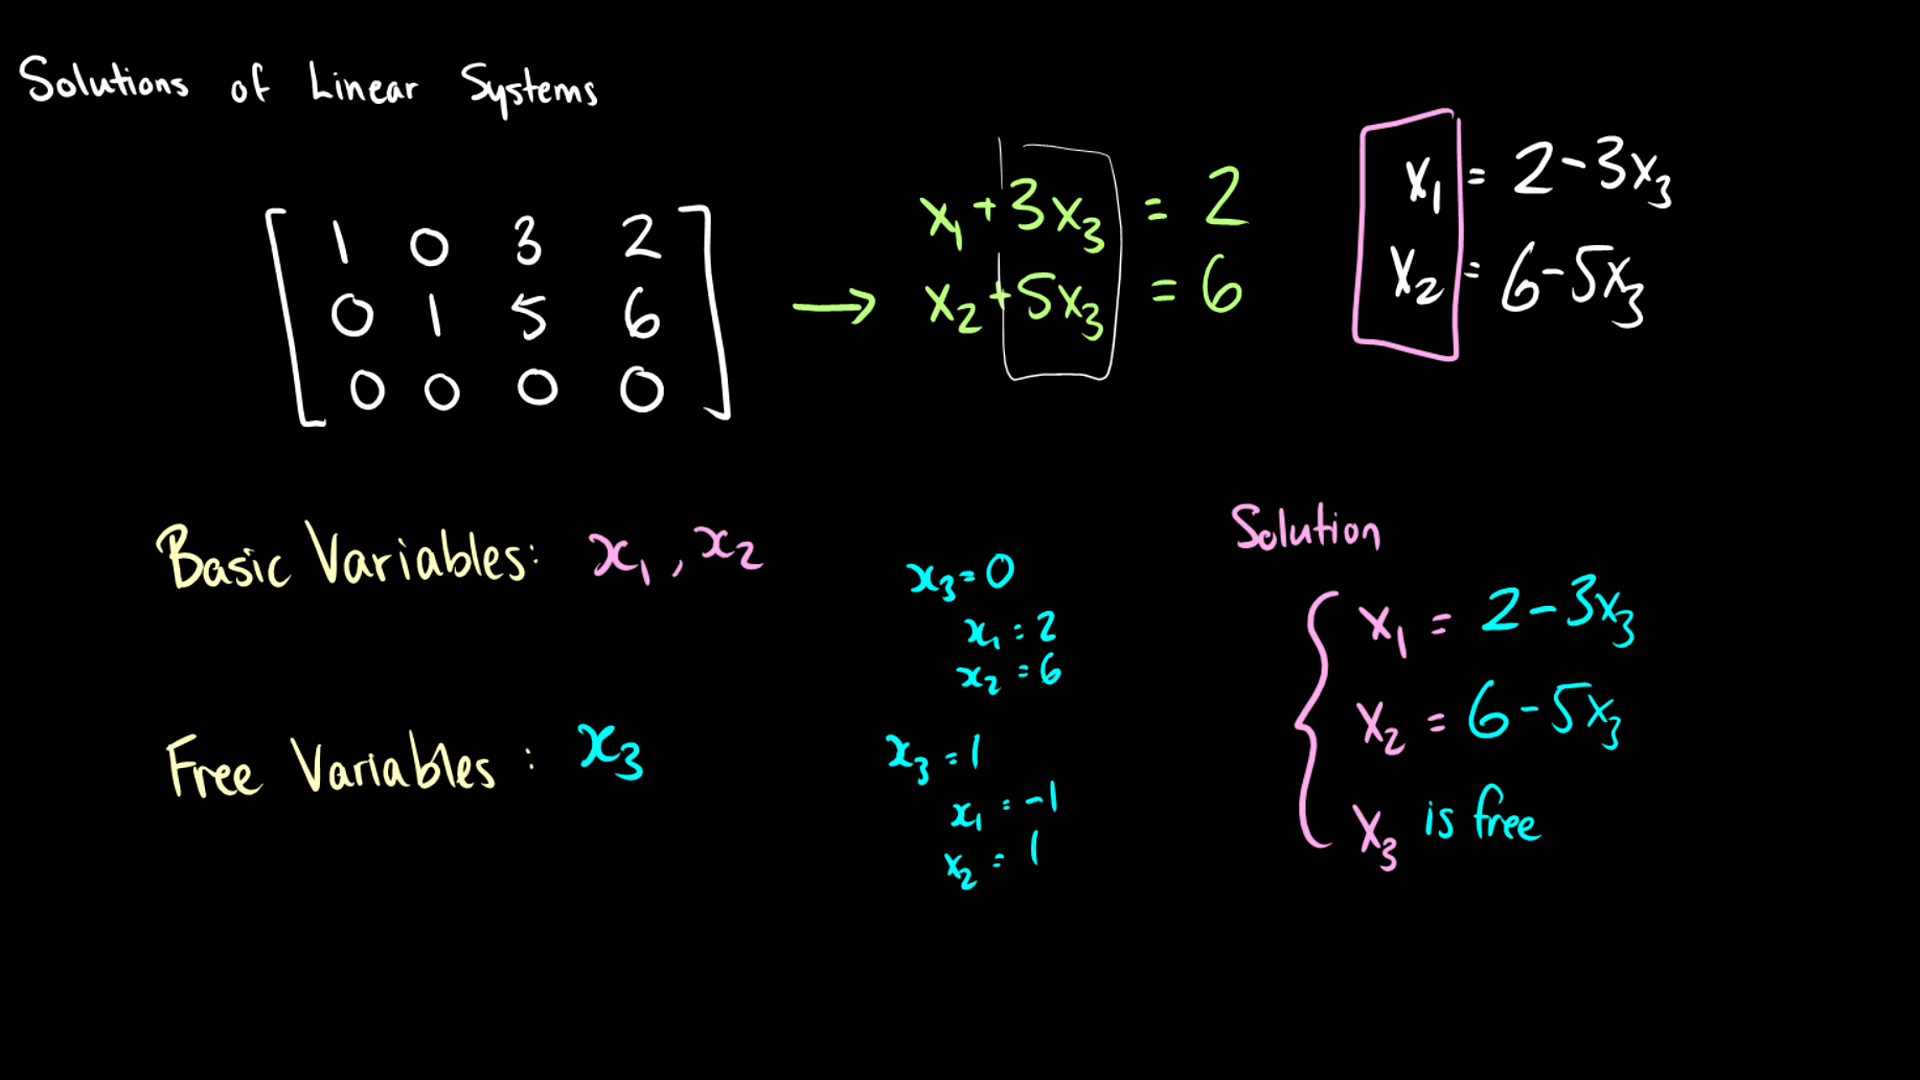 Solutions of Linear Systems
1 0 3 2
0 1 5 6
0 0 0 0
→
x₁+3x₃ = 2
x₂+5x₃ = 6
x₁ = 2-3x₃
x₂ = 6-5x₃
Basic Variables: x₁, x₂
Free Variables: x₃
x₃=0
x₁=2
x₂=6
x₃=1
x₁=-1
x₂=1
Solution
x₁ = 2-3x₃
x₂ = 6-5x₃
x₃ is free